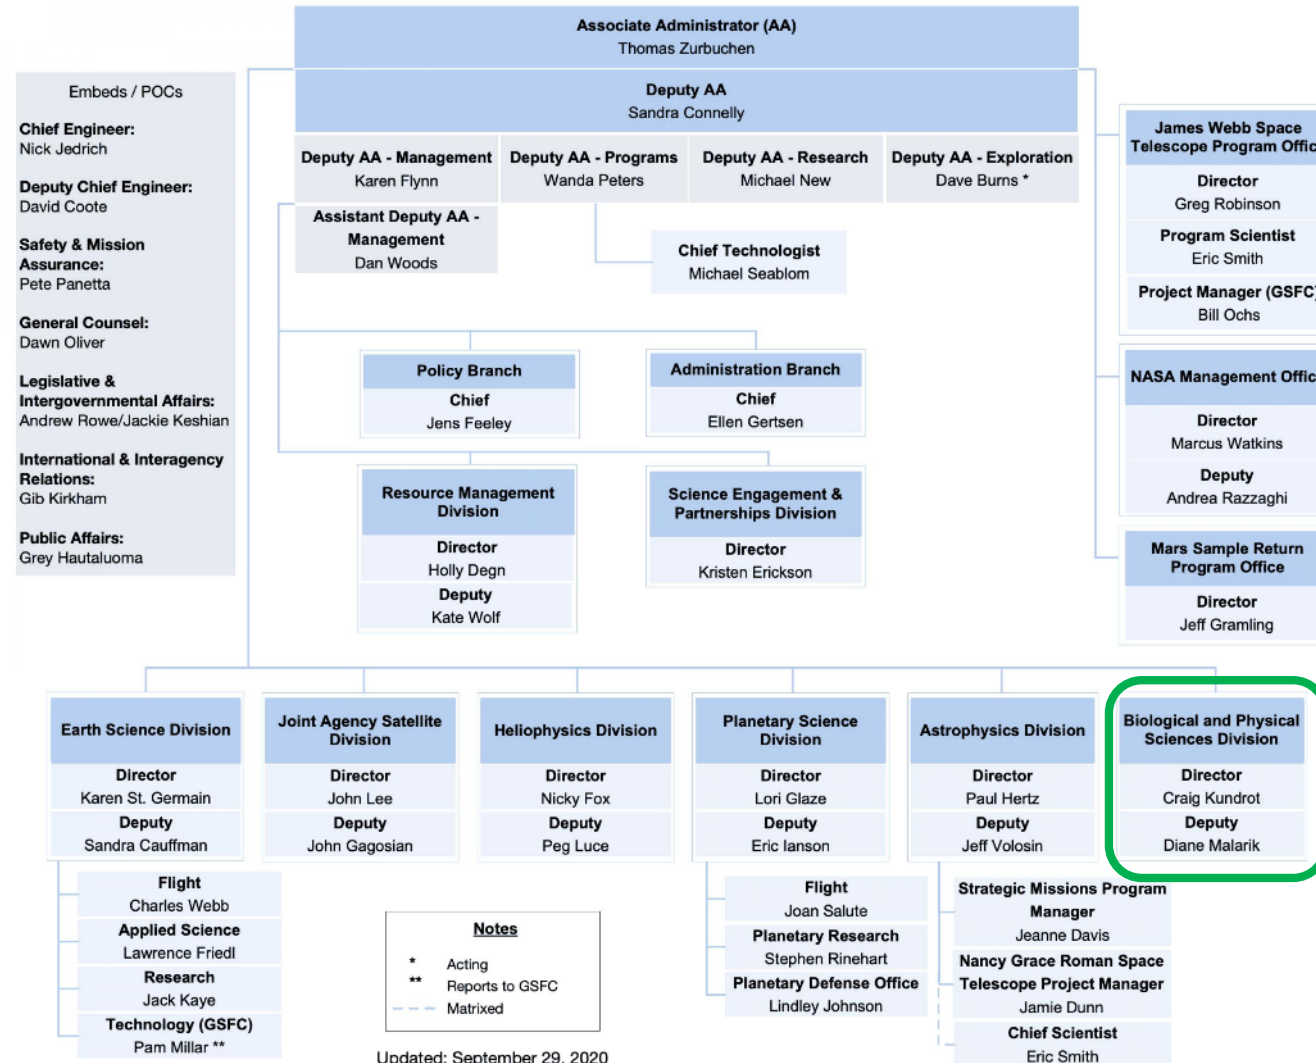 Associate Administrator (AA)
Thomas Zurbuchen
Deputy AA
Sandra Connelly
Deputy AA - Management
Karen Flynn
Deputy AA - Programs
Wanda Peters
Deputy AA - Research
Michael New
Deputy AA - Exploration
Dave Burns *
Assistant Deputy AA -
Management
Dan Woods
Chief Technologist
Michael Seablom
Embeds / POCs
Chief Engineer:
Nick Jedrich
Deputy Chief Engineer:
David Coote
Safety & Mission
Assurance:
Pete Panetta
General Counsel:
Dawn Oliver
Legislative &
Intergovernmental Affairs:
Andrew Rowe/Jackie Keshian
International & Interagency
Relations:
Gib Kirkham
Public Affairs:
Grey Hautaluoma
James Webb Space
Telescope Program Offic
Director
Greg Robinson
Program Scientist
Eric Smith
Project Manager (GSFC)
Bill Ochs
NASA Management Offic
Director
Marcus Watkins
Deputy
Andrea Razzaghi
Mars Sample Return
Program Office
Director
Jeff Gramling
Policy Branch
Chief
Jens Feeley
Administration Branch
Chief
Ellen Gertsen
Resource Management
Division
Director
Holly Degn
Deputy
Kate Wolf
Science Engagement &
Partnerships Division
Director
Kristen Erickson
Earth Science Division
Director
Karen St. Germain
Deputy
Sandra Cauffman
Flight
Charles Webb
Applied Science
Lawrence Friedl
Research
Jack Kaye
Technology (GSFC)
Pam Millar **
Joint Agency Satellite
Division
Director
John Lee
Deputy
John Gagosian
Heliophysics Division
Director
Nicky Fox
Deputy
Peg Luce
Planetary Science
Division
Director
Lori Glaze
Deputy
Eric Ianson
Flight
Joan Salute
Planetary Research
Stephen Rinehart
Planetary Defense Office
Lindley Johnson
Astrophysics Division
Director
Paul Hertz
Deputy
Jeff Volosin
Strategic Missions Program
Manager
Jeanne Davis
Nancy Grace Roman Space
Telescope Project Manager
Jamie Dunn
Chief Scientist
Eric Smith
Biological and Physical
Sciences Division
Director
Craig Kundrot
Deputy
Diane Malarik
Notes
* Acting
** Reports to GSFC
Matrixed
Updated: September 29, 2020